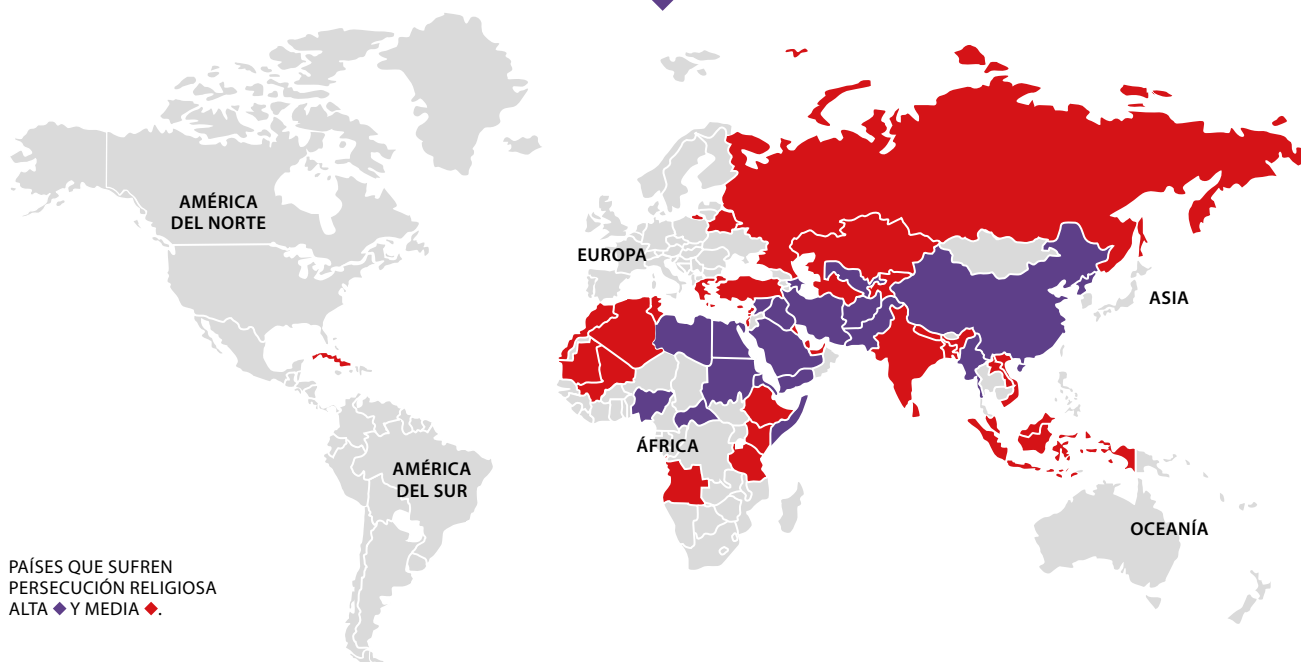 AMÉRICA
DEL NORTE
EUROPA
ASIA
ÁFRICA
AMÉRICA
DEL SUR
OCEANÍA
PAÍSES QUE SUFREN
PERSECUCIÓN RELIGIOSA
ALTA ◆ Y MEDIA ◆.